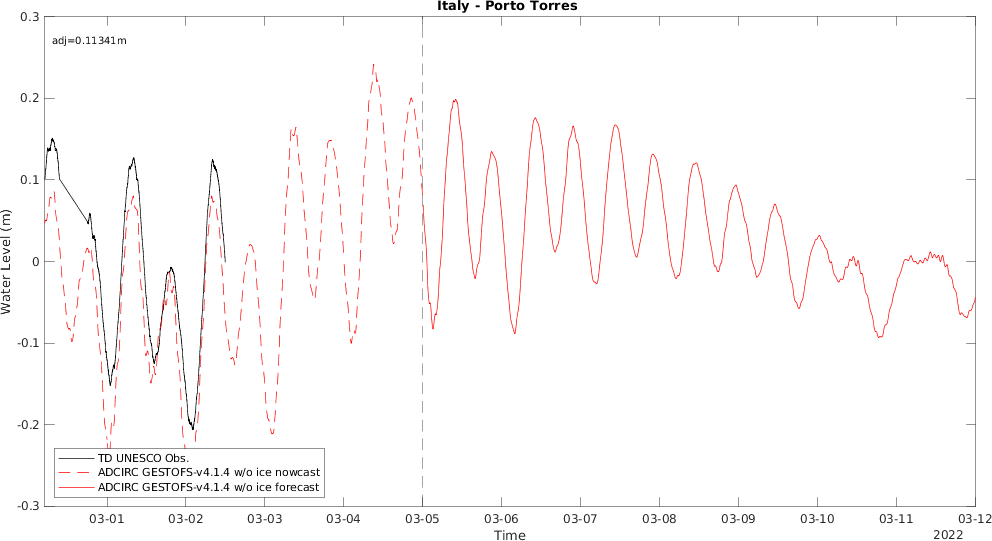 Italy - Porto Torres
adj=0.11341m
0.3
0.2
0.1
0
-0.1
-0.2
-0.3
Water Level (m)
TD UNESCO Obs.
ADCIRC GESTOFS-v4.1.4 w/o ice nowcast
ADCIRC GESTOFS-v4.1.4 w/o ice forecast
03-01 03-02 03-03 03-04 03-05 03-06 03-07 03-08 03-09 03-10 03-11 03-12
Time
2022